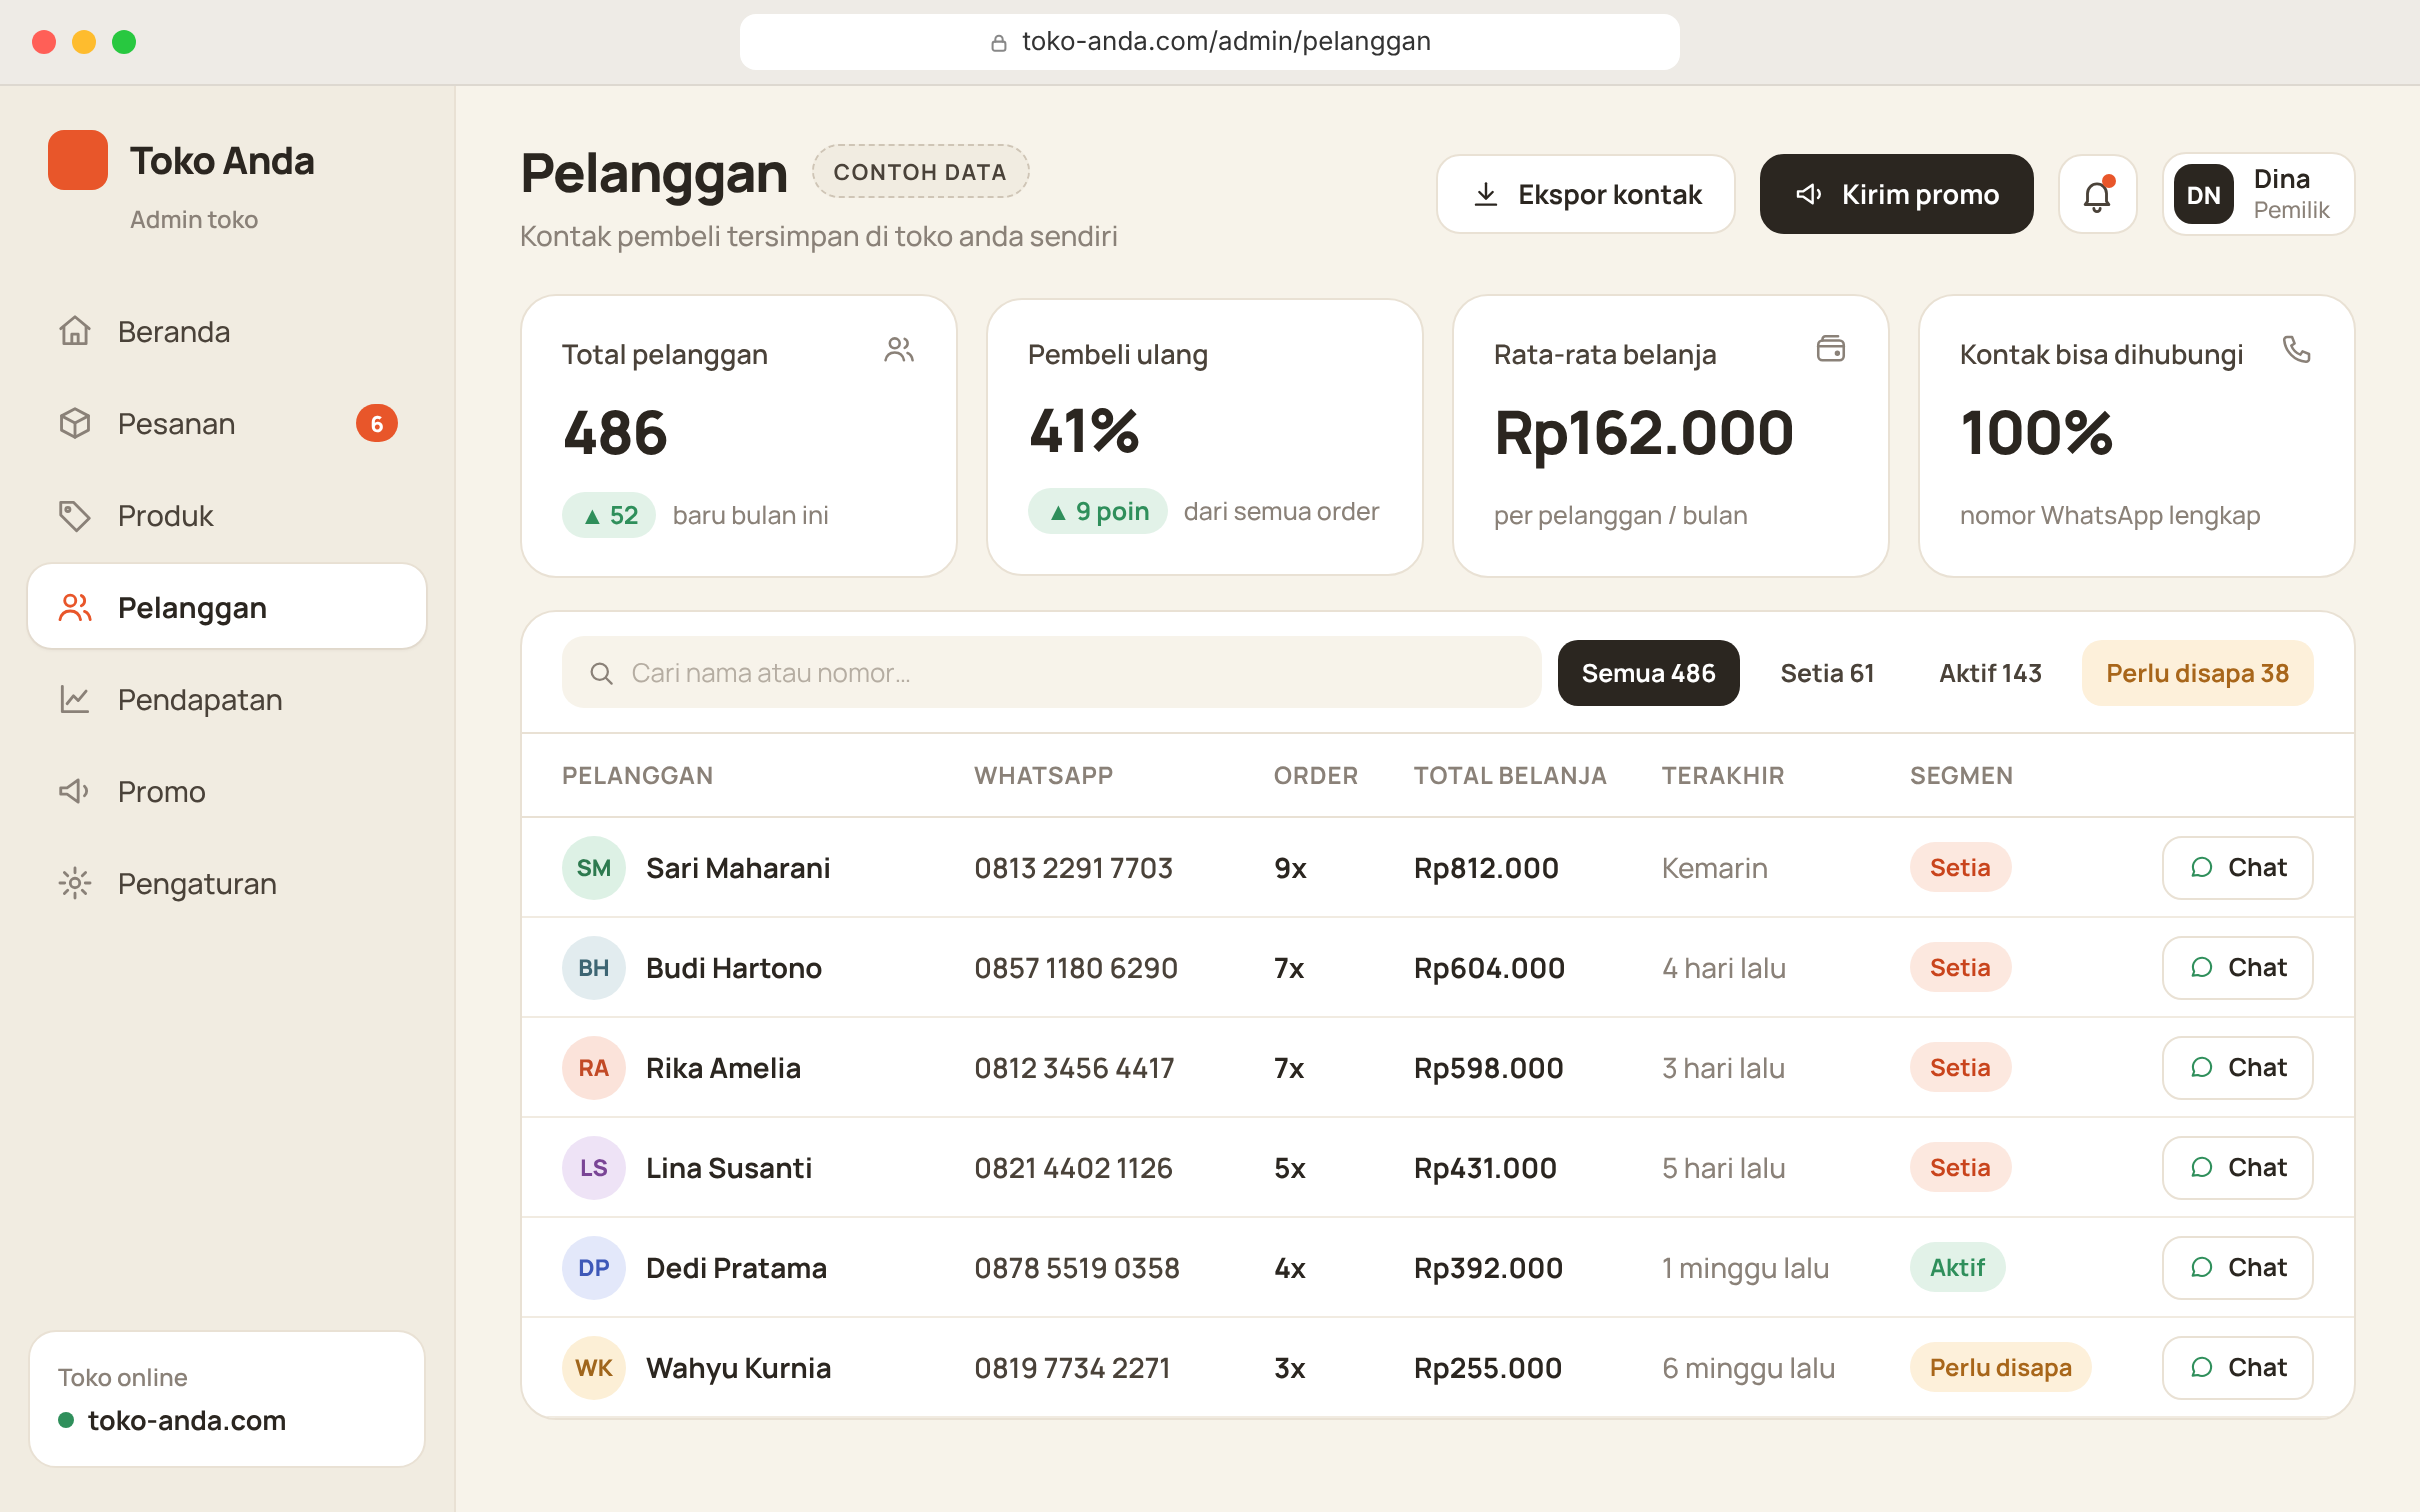 toko-anda.com/admin/pelanggan
Toko Anda
Admin toko
Beranda
Pesanan 6
Produk
Pelanggan
Pendapatan
Promo
Pengaturan
Toko online
toko-anda.com
Pelanggan CONTOH DATA
Kontak pembeli tersimpan di toko anda sendiri
Ekspor kontak
Kirim promo
DN Dina
Pemilik
Total pelanggan
486
▲ 52 baru bulan ini
Pembeli ulang
41%
▲ 9 poin dari semua order
Rata-rata belanja
Rp162.000
per pelanggan / bulan
Kontak bisa dihubungi
100%
nomor WhatsApp lengkap
Cari nama atau nomor... Semua 486 Setia 61 Aktif 143 Perlu disapa 38
PELANGGAN WHATSAPP ORDER TOTAL BELANJA TERAKHIR SEGMEN
SM Sari Maharani 0813 2291 7703 9x Rp812.000 Kemarin Setia Chat
BH Budi Hartono 0857 1180 6290 7x Rp604.000 4 hari lalu Setia Chat
RA Rika Amelia 0812 3456 4417 7x Rp598.000 3 hari lalu Setia Chat
LS Lina Susanti 0821 4402 1126 5x Rp431.000 5 hari lalu Setia Chat
DP Dedi Pratama 0878 5519 0358 4x Rp392.000 1 minggu lalu Aktif Chat
WK Wahyu Kurnia 0819 7734 2271 3x Rp255.000 6 minggu lalu Perlu disapa Chat